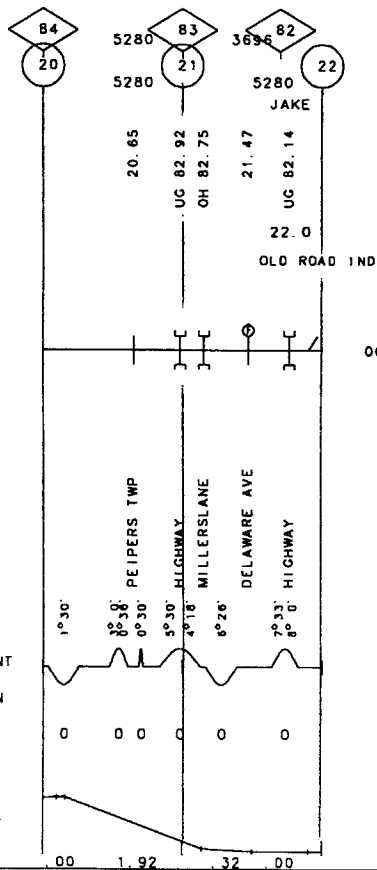 84 83 82
5280 3696
20 21 22
5280 5280
JAKE
20.65
UG 82.92
OH 82.75
21.47
UG 82.14
22.0
OLD ROAD IND
PEIPERS TWP
HIGHWAY
MILLERSLANE
DELAWARE AVE
HIGHWAY
1°30'
0°36'
0°30'
5°30'
4°18'
6°26'
7°33'
8°0'
NT
N
0 0 0 0 0 0
.00 1.92 .32 .00